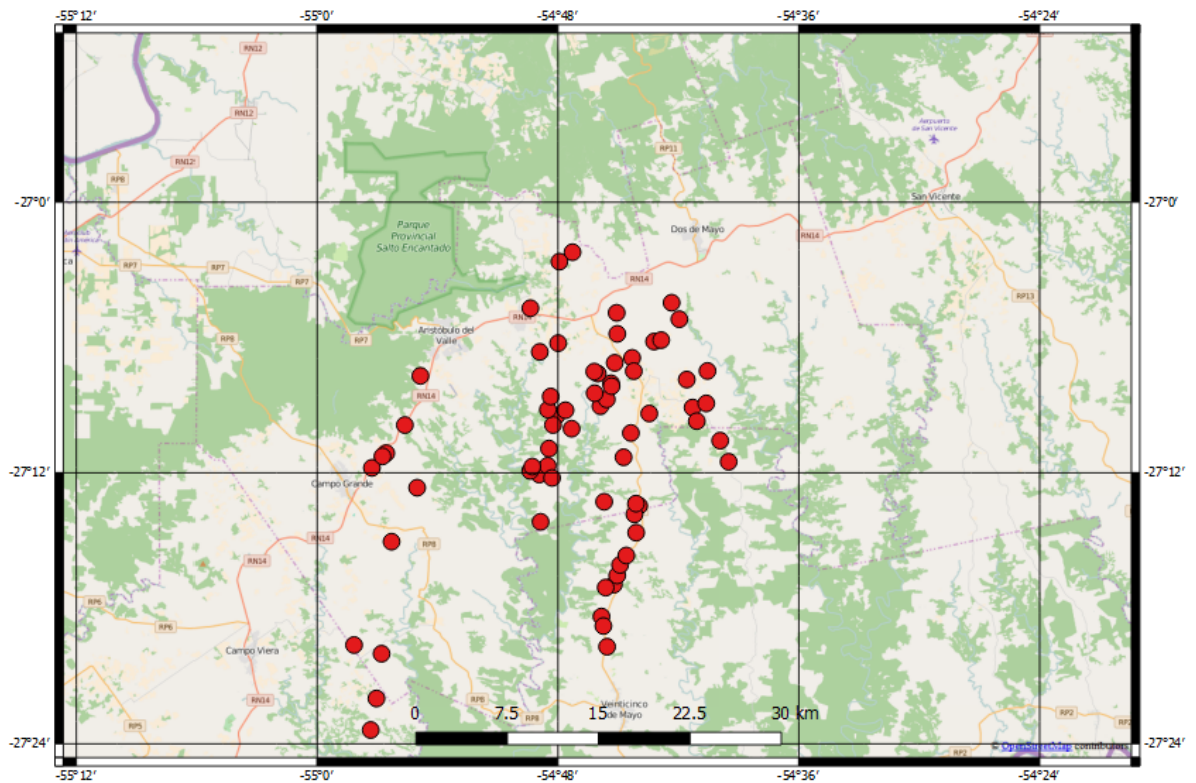 -55°12′ -55°0′ -54°48′ -54°36′ -54°24′
RN12
RN12
Aeropuerto
de San Vicente
RP11
RN12
RP8
-27°0′ San Vicente -27°0′
Parque
Provincial
Salto Encantado
Dos de Mayo
RN14
RP7 RP7 RP7
RN14
RP13
RP8
RP7
Aristóbulo del
Valle
RN14
-27°12′ -27°12′
Campo Grande
RN14
RP8
RN14
RP6
RP6
Campo Viera
RN14
RP8
RP8
Veinticinco
de Mayo
0 7.5 15 22.5 30 km
RP5
RP2
RP2
-27°24′ -27°24′
© OpenStreetMap contributors
-55°12′ -55°0′ -54°48′ -54°36′ -54°24′